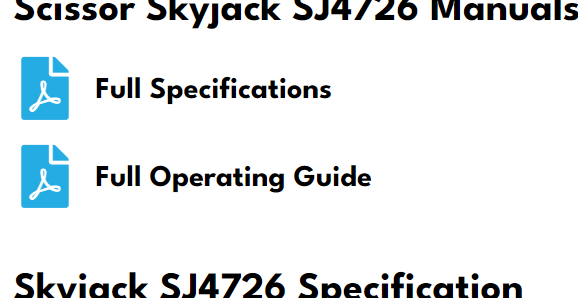 Scissor Skyjack SJ4726 Manuals
Full Specifications
Full Operating Guide
Skyjack SJ4726 Specification